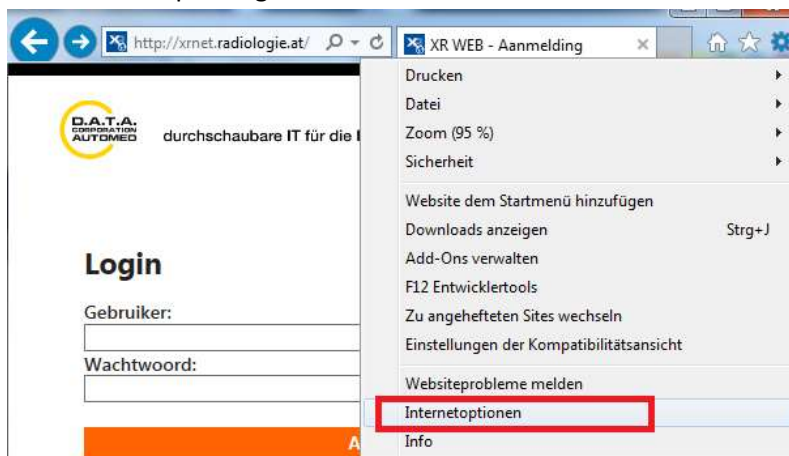 http://xrnet.radiologie.at/
XR WEB - Aanmelding
D.A.T.A.
CORPORATION
AUTOMED
durchschaubare IT für die
Login
Gebruiker:
Wachtwoord:
A
Drucken
Datei
Zoom (95 %)
Sicherheit
Website dem Startmenü hinzufügen
Downloads anzeigen Strg+J
Add-Ons verwalten
F12 Entwicklertools
Zu angehefteten Sites wechseln
Einstellungen der Kompatibilitätsansicht
Websiteprobleme melden
Internetoptionen
Info